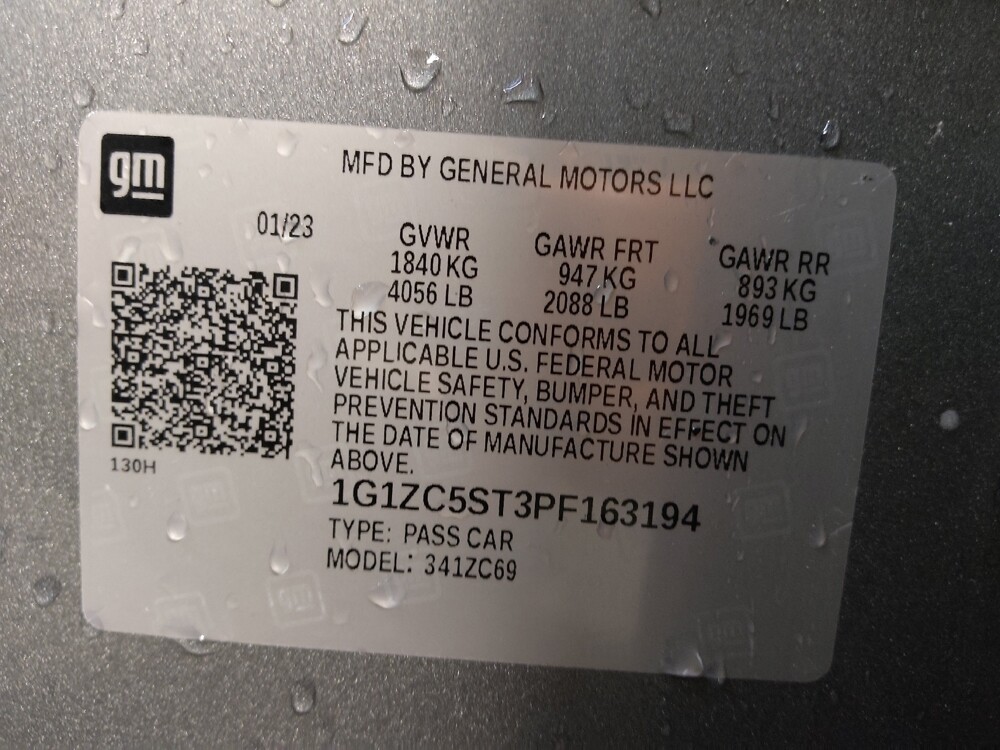 gm
MFD BY GENERAL MOTORS LLC
01/23
GVWR GAWR FRT GAWR RR
1840 KG 947 KG 893 KG
4056 LB 2088 LB 1969 LB
THIS VEHICLE CONFORMS TO ALL
APPLICABLE U.S. FEDERAL MOTOR
VEHICLE SAFETY, BUMPER, AND THEFT
PREVENTION STANDARDS IN EFFECT ON
THE DATE OF MANUFACTURE SHOWN
ABOVE.
130H
1G1ZC5ST3PF163194
TYPE: PASS CAR
MODEL: 341ZC69